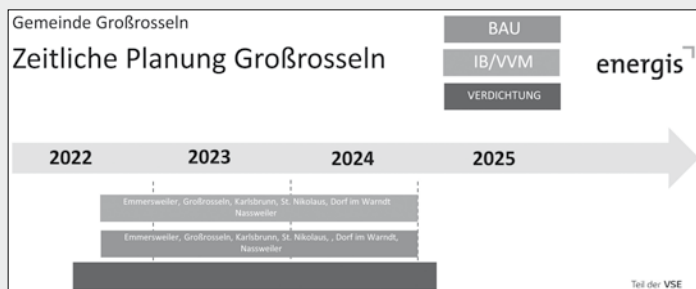 Gemeinde Großrosseln
Zeitliche Planung Großrosseln
BAU
IB/VVM
VERDICHTUNG
energis
2022 2023 2024 2025
Emmersweiler, Großrosseln, Karlsbrunn, St. Nikolaus, Dorf im Warndt
Nassweiler
Emmersweiler, Großrosseln, Karlsbrunn, St. Nikolaus, , Dorf im Warndt,
Nassweiler
Teil der VSE